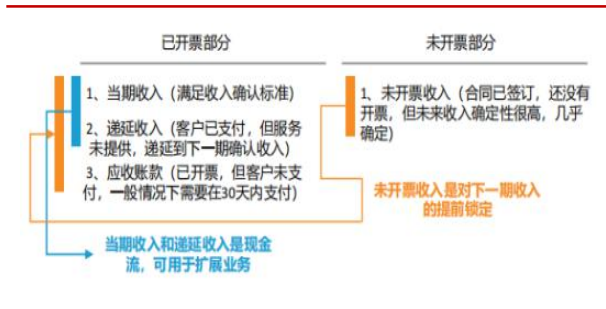 已开票部分
未开票部分
1、当期收入（满足收入确认标准）
2、递延收入（客户已支付，但服务
未提供，递延到下一期确认收入）
3、应收账款（已开票，但客户未支
付，一般情况下需要在30天内支付）
1、未开票收入（合同已签订，还没有
开票，但未来收入确定性很高，几乎
确定）
未开票收入是对下一期收入
的提前锁定
当期收入和递延收入是现金
流，可用于扩展业务